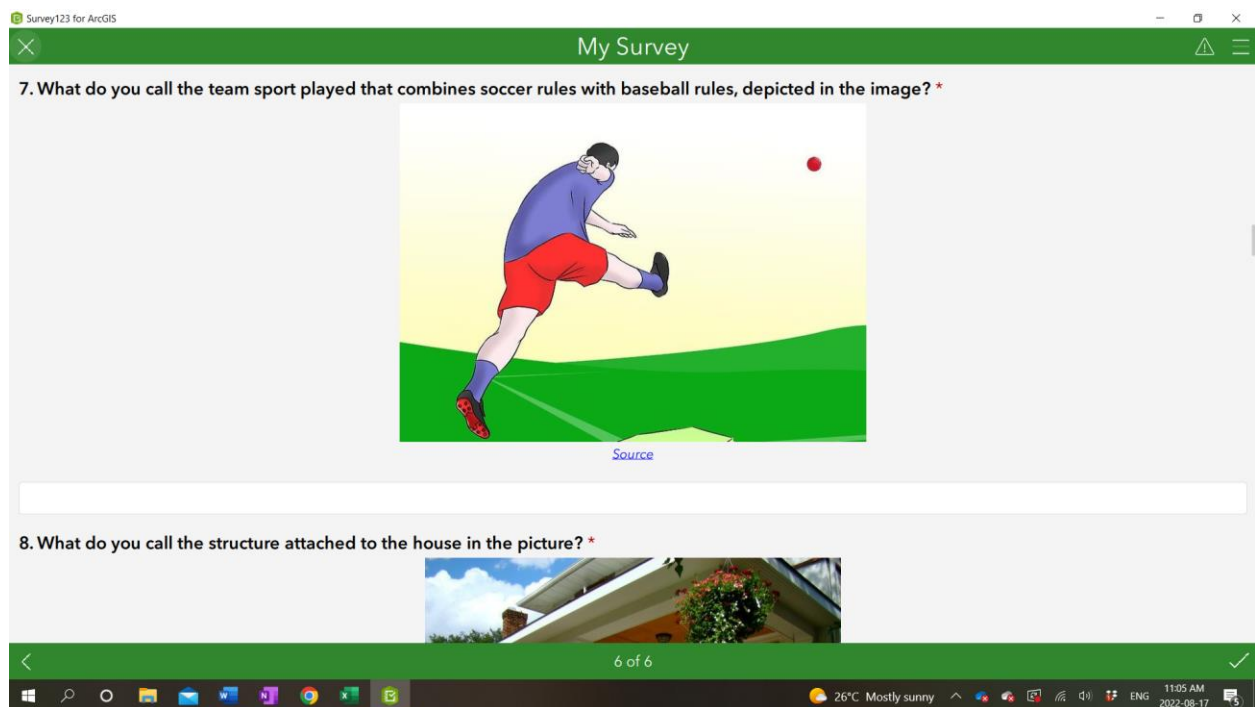 Survey123 for ArcGIS
My Survey
7. What do you call the team sport played that combines soccer rules with baseball rules, depicted in the image? *
Source
8. What do you call the structure attached to the house in the picture? *
6 of 6
26°C Mostly sunny
ENG
11:05 AM
2022-08-17
5